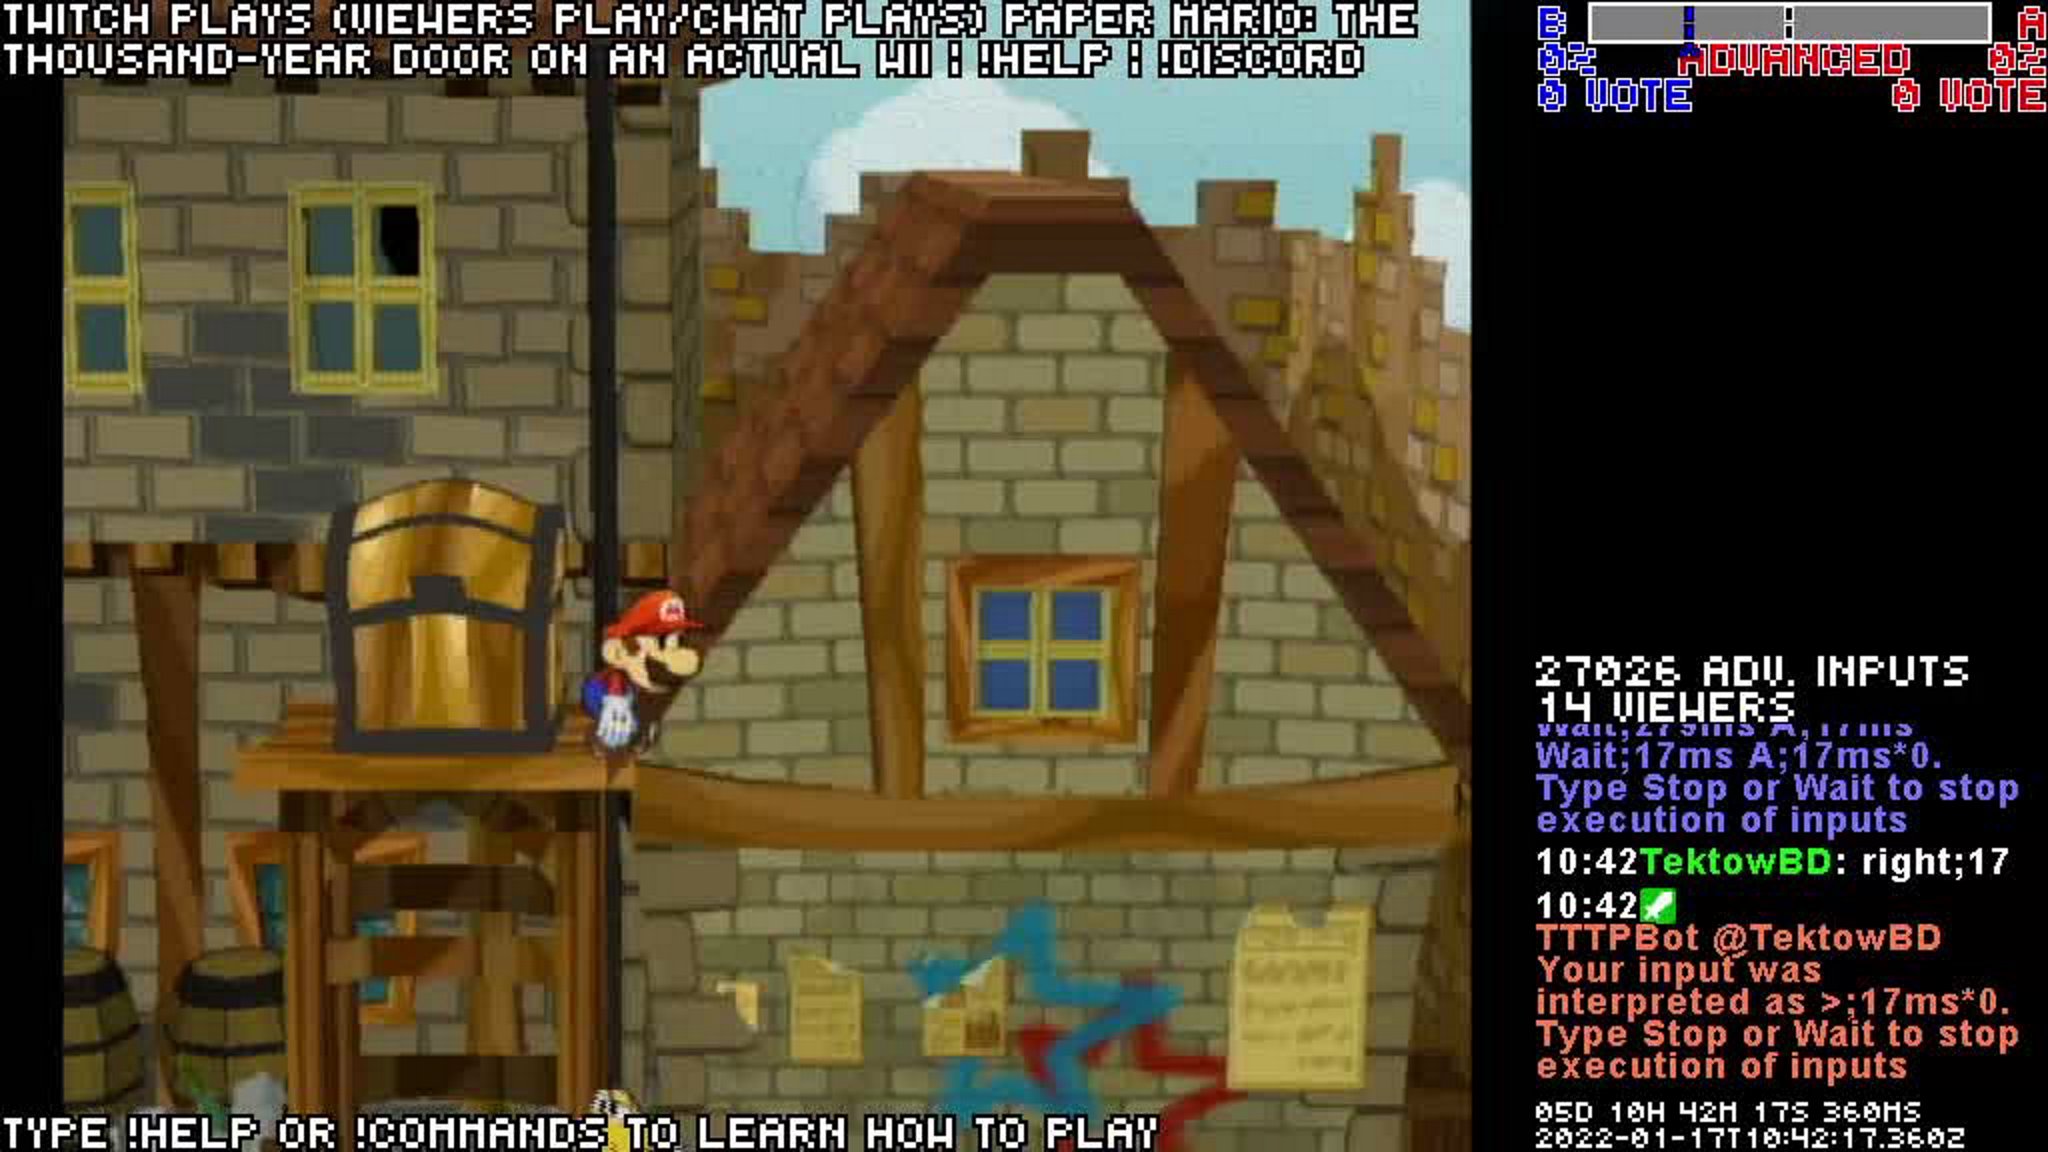 TWITCH PLAYS (VIEWERS PLAY/CHAT PLAYS) PAPER MARIO: THE
THOUSAND-YEAR DOOR ON AN ACTUAL WII : !HELP : !DISCORD
B A
0% ADVANCED 0%
0 VOTE 0 VOTE
M
27026 ADV. INPUTS
14 VIEWERS
Wait;279ms A;17ms
Wait;17ms A;17ms*0.
Type Stop or Wait to stop
execution of inputs
10:42TektowBD: right;17
10:42
TTTPBot @TektowBD
Your input was
interpreted as >;17ms*0.
Type Stop or Wait to stop
execution of inputs
05D 10H 42M 17S 360MS
2022-01-17T10:42:17.360Z
TYPE !HELP OR !COMMANDS TO LEARN HOW TO PLAY